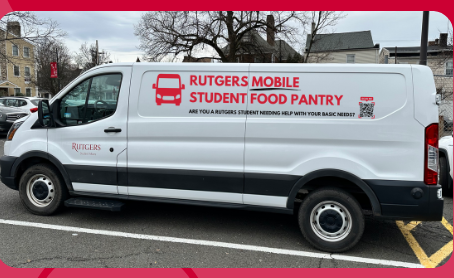 RUTGERS MOBILE
STUDENT FOOD PANTRY
ARE YOU A RUTGERS STUDENT NEEDING HELP WITH YOUR BASIC NEEDS?
RUTGERS